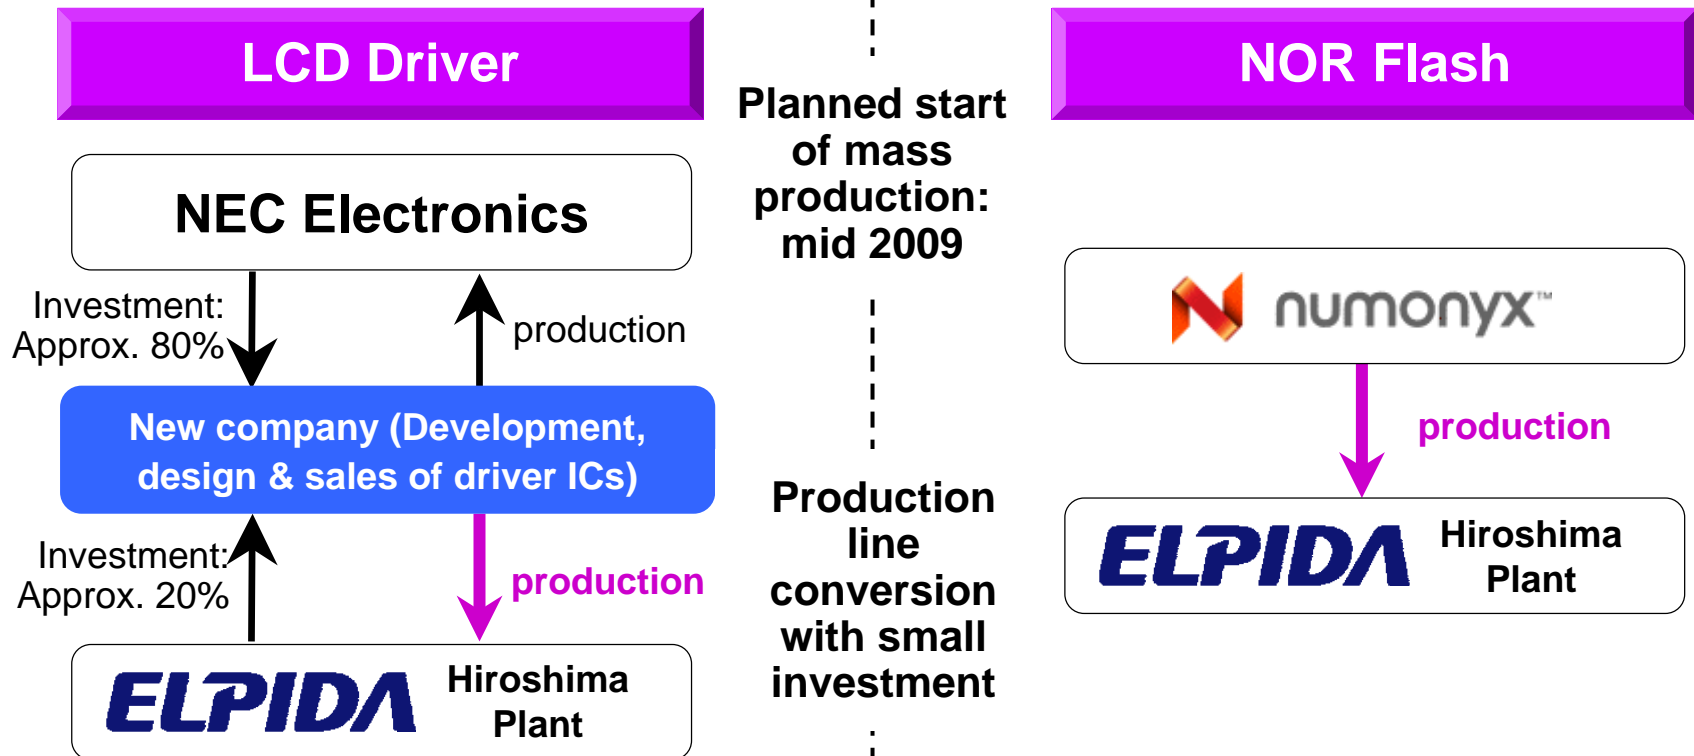 LCD Driver
NEC Electronics
Investment:
Approx. 80%
production
New company (Development,
design & sales of driver ICs)
Investment:
Approx. 20%
production
ELPIDA
Hiroshima
Plant
Planned start
of mass
production:
mid 2009
Production
line
conversion
with small
investment
NOR Flash
numonyx™
production
ELPIDA
Hiroshima
Plant